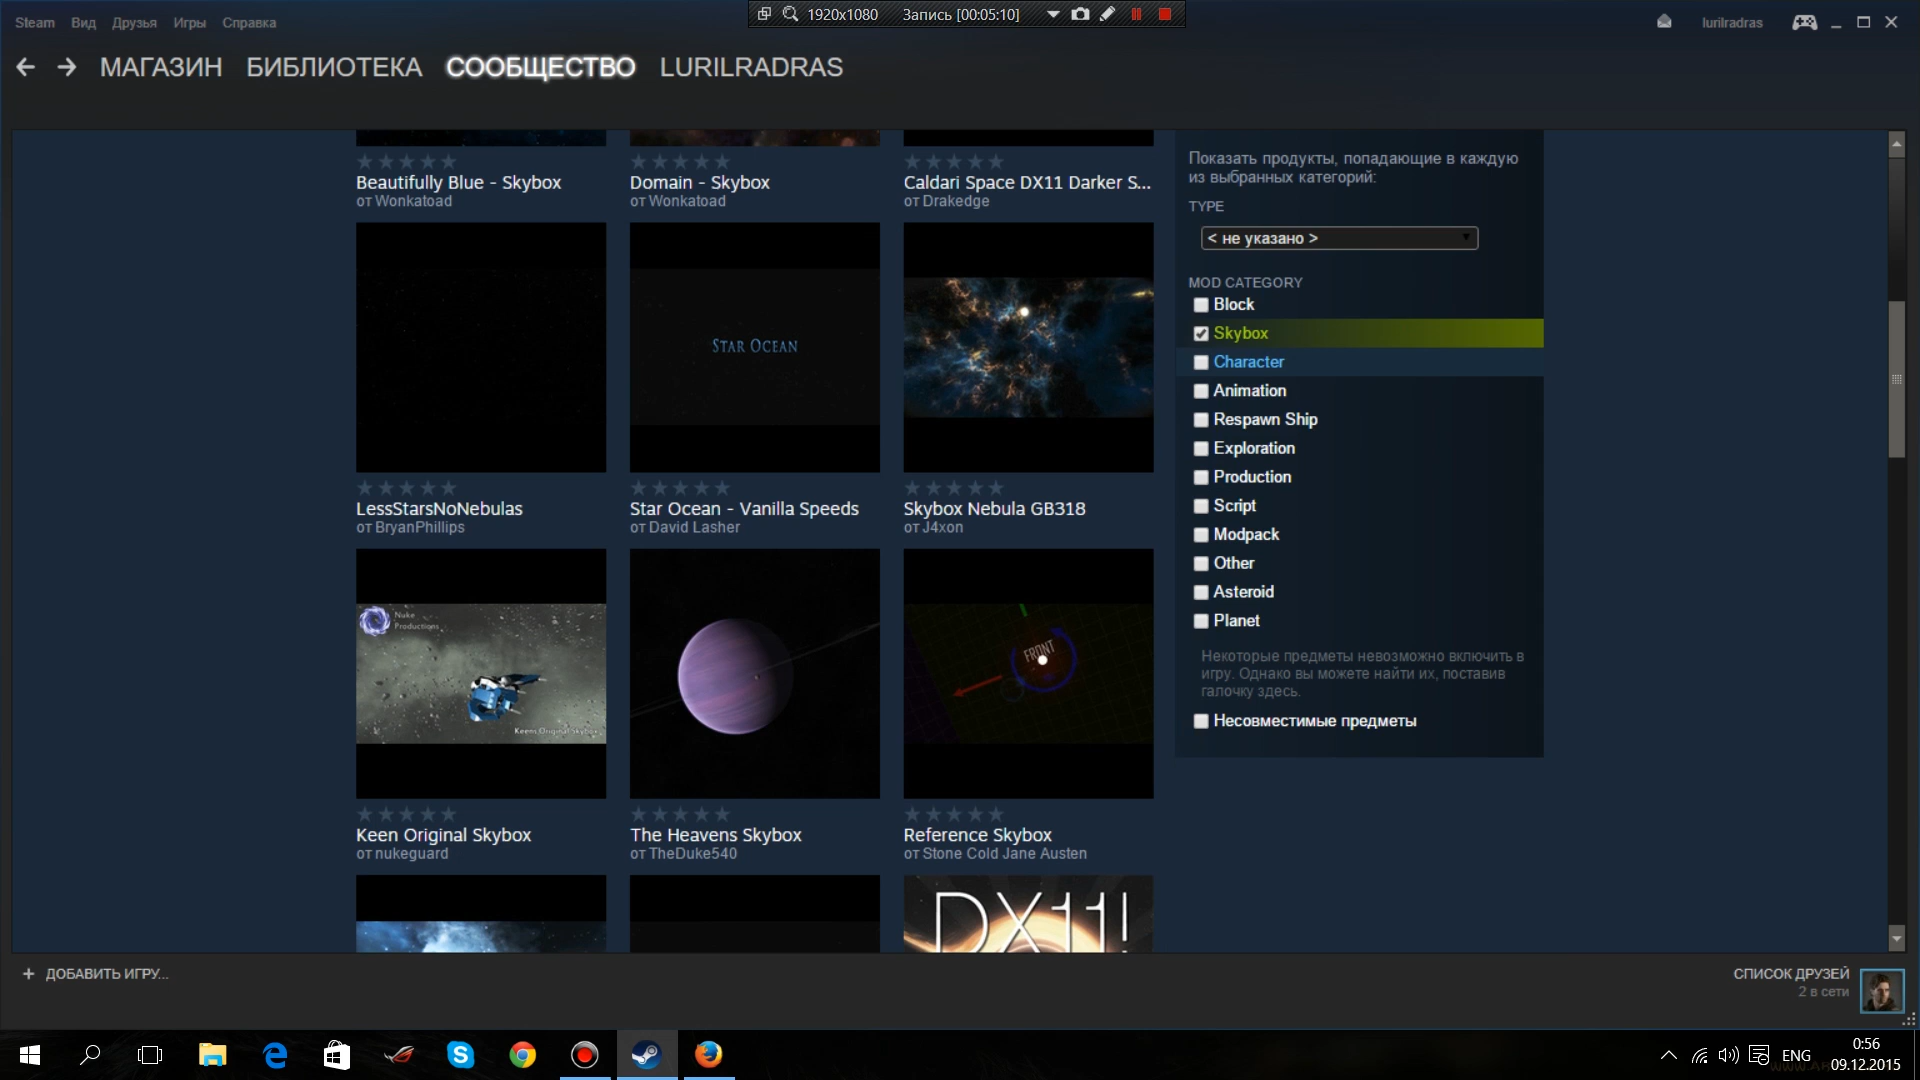 1920x1080
Запись [00:05:10]
Steam
Вид
Друзья
Игры
Справка
lurilradras
МАГАЗИН
БИБЛИОТЕКА
СООБЩЕСТВО
LURILRADRAS
Beautifully Blue - Skybox
от Wonkatoad
Domain - Skybox
от Wonkatoad
Caldari Space DX11 Darker S...
от Drakedge
STAR OCEAN
LessStarsNoNebulas
от BryanPhillips
Star Ocean - Vanilla Speeds
от David Lasher
Skybox Nebula GB318
от J4xon
Nuke
Productions
Keens Original Skybox
FRONT
Keen Original Skybox
от nukeguard
The Heavens Skybox
от TheDuke540
Reference Skybox
от Stone Cold Jane Austen
DX11!
Показать продукты, попадающие в каждую
из выбранных категорий:
TYPE
< не указано >
MOD CATEGORY
Block
Skybox
Character
Animation
Respawn Ship
Exploration
Production
Script
Modpack
Other
Asteroid
Planet
Некоторые предметы невозможно включить в
игру. Однако вы можете найти их, поставив
галочку здесь.
Несовместимые предметы
+ ДОБАВИТЬ ИГРУ...
СПИСОК ДРУЗЕЙ
2 в сети
ENG
0:56
09.12.2015